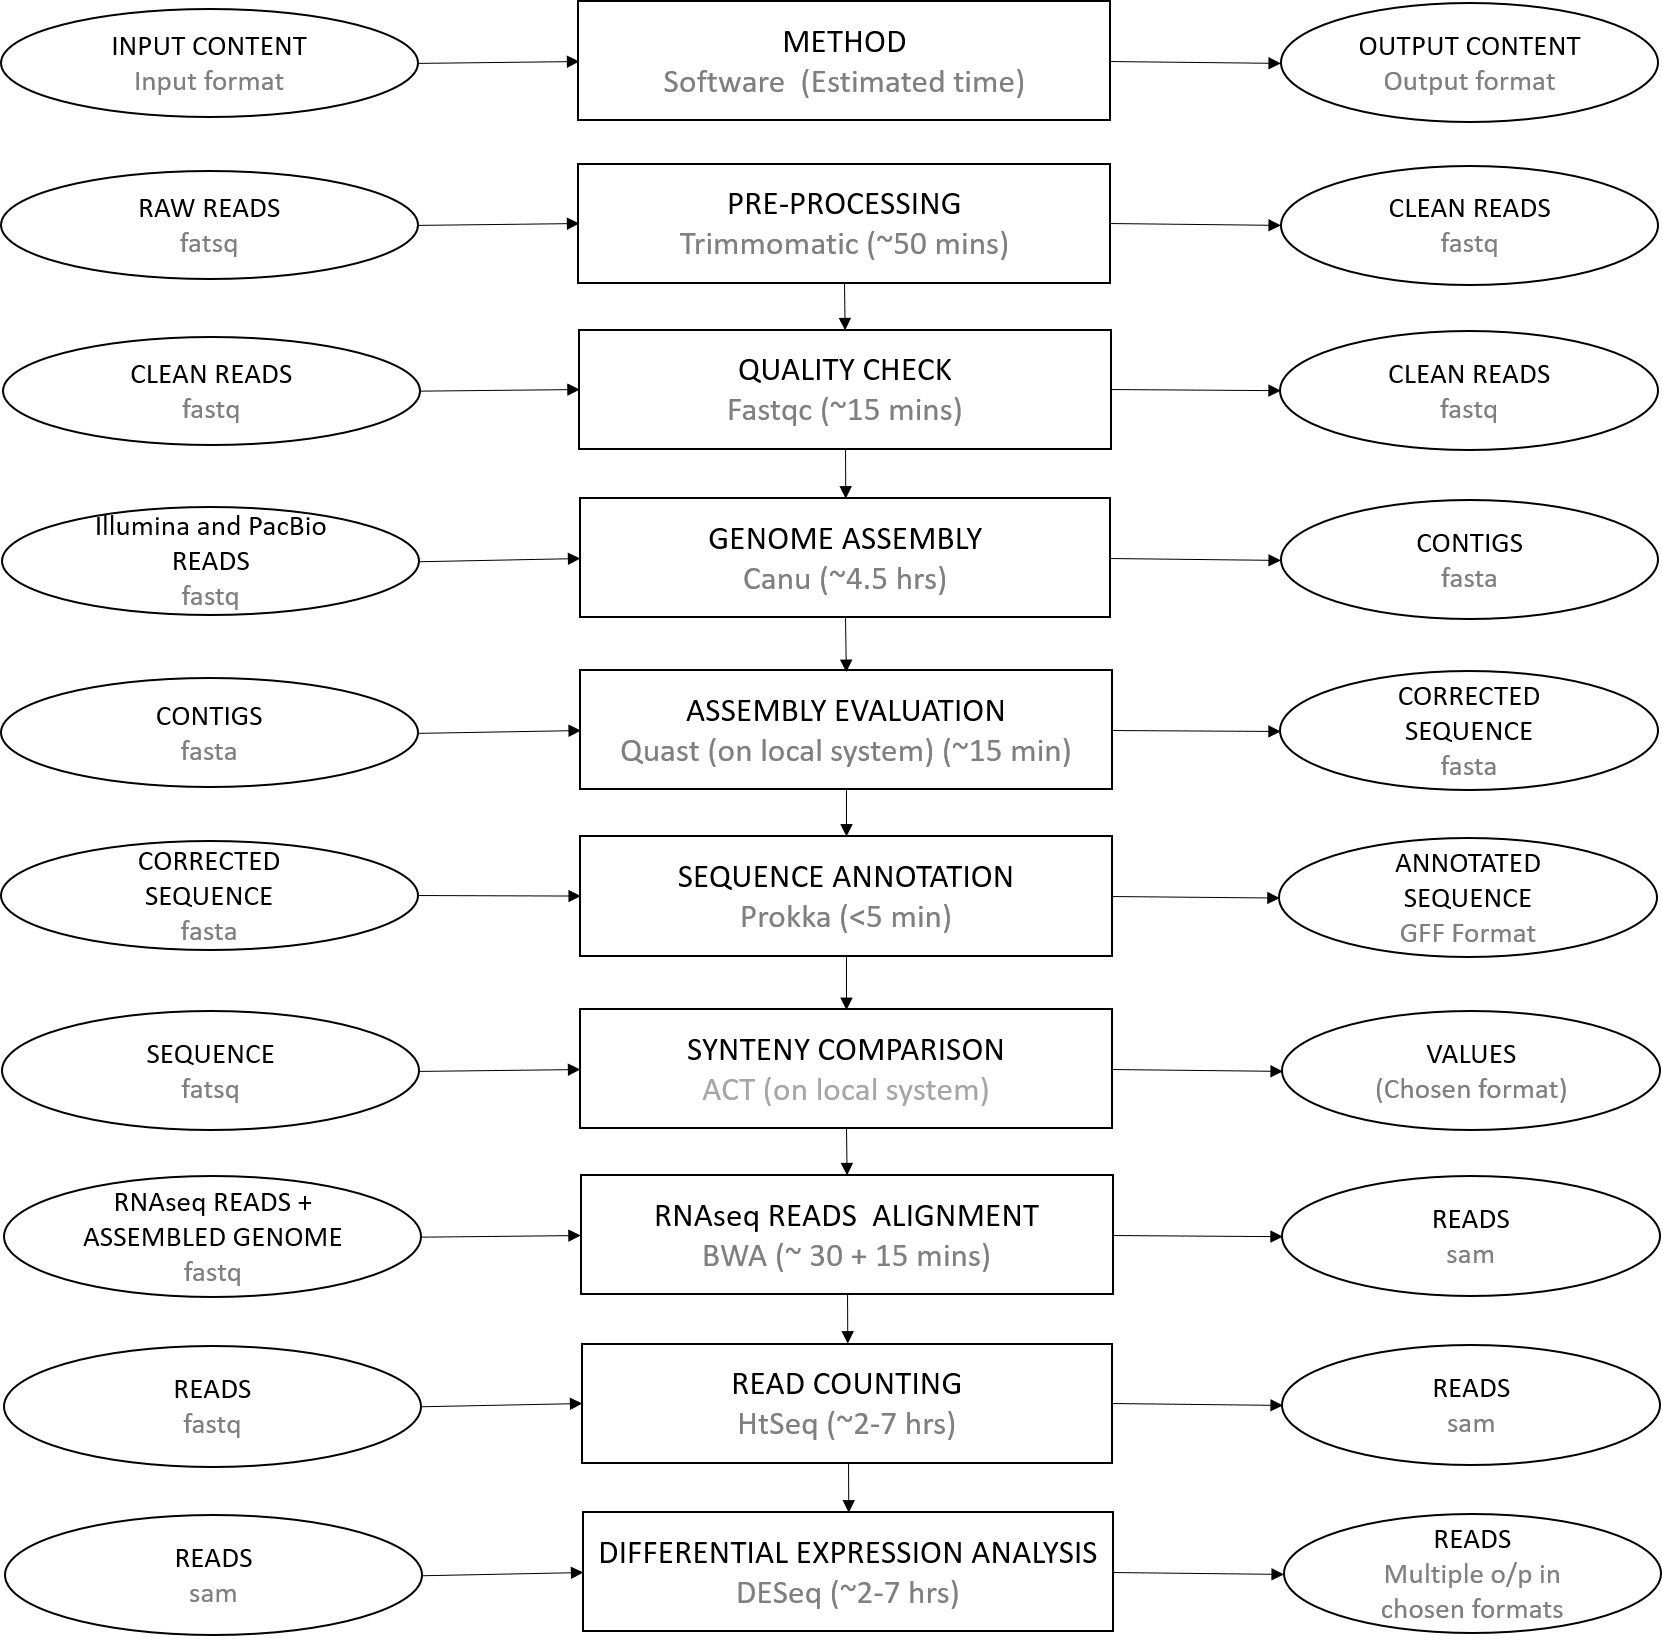 INPUT CONTENT
Input format
METHOD
Software  (Estimated time)
OUTPUT CONTENT
Output format
RAW READS
fatsq
PRE-PROCESSING
Trimmomatic (~50 mins)
CLEAN READS
fastq
CLEAN READS
fastq
QUALITY CHECK
Fastqc (~15 mins)
CLEAN READS
fastq
Illumina and PacBio
READS
fastq
GENOME ASSEMBLY
Canu (~4.5 hrs)
CONTIGS
fasta
CONTIGS
fasta
ASSEMBLY EVALUATION
Quast (on local system) (~15 min)
CORRECTED
SEQUENCE
fasta
CORRECTED
SEQUENCE
fasta
SEQUENCE ANNOTATION
Prokka (<5 min)
ANNOTATED
SEQUENCE
GFF Format
SEQUENCE
fatsq
SYNTENY COMPARISON
ACT (on local system)
VALUES
(Chosen format)
RNAseq READS +
ASSEMBLED GENOME
fastq
RNAseq READS  ALIGNMENT
BWA (~ 30 + 15 mins)
READS
sam
READS
fastq
READ COUNTING
HtSeq (~2-7 hrs)
READS
sam
READS
sam
DIFFERENTIAL EXPRESSION ANALYSIS
DESeq (~2-7 hrs)
READS
Multiple o/p in
chosen formats